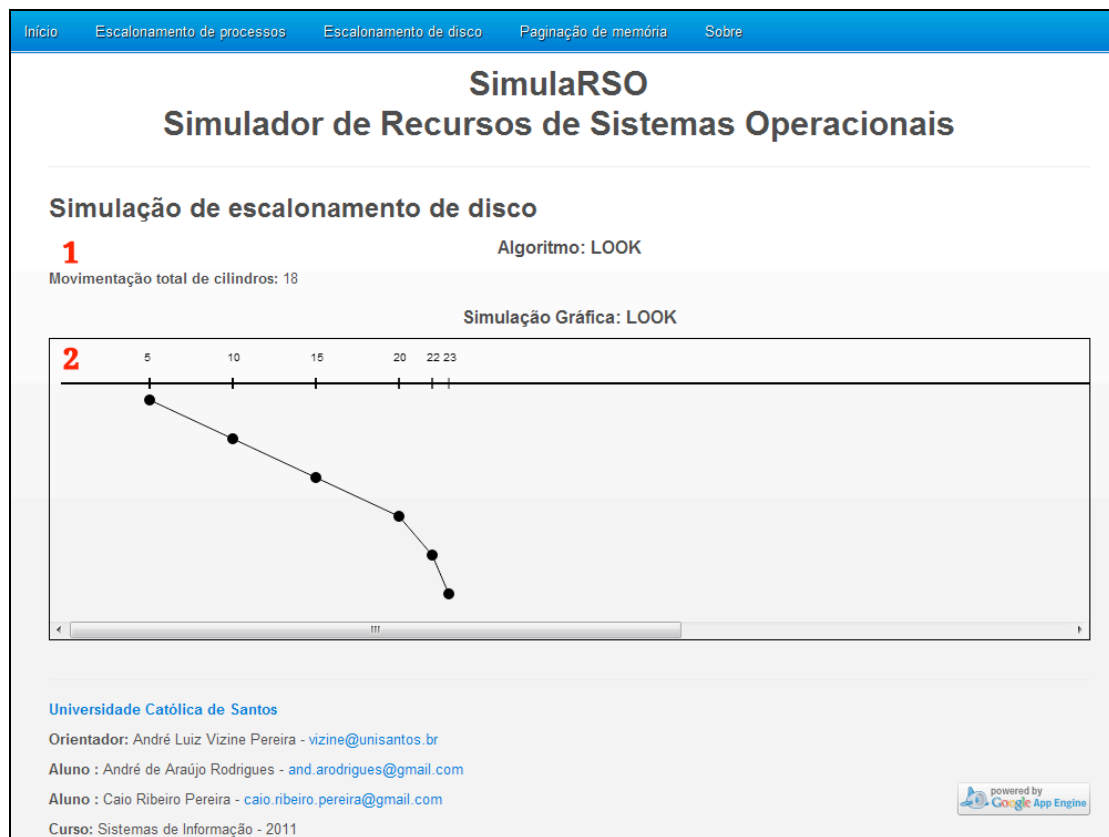 Início Escalonamento de processos Escalonamento de disco Paginação de memória Sobre
SimulaRSO
Simulador de Recursos de Sistemas Operacionais
Simulação de escalonamento de disco
1
Algoritmo: LOOK
Movimentação total de cilindros: 18
Simulação Gráfica: LOOK
2
5 10 15 20 22 23
Universidade Católica de Santos
Orientador: André Luiz Vizine Pereira - vizine@unisantos.br
Aluno : André de Araújo Rodrigues - and.arodrigues@gmail.com
Aluno : Caio Ribeiro Pereira - caio.ribeiro.pereira@gmail.com
Curso: Sistemas de Informação - 2011
powered by
Google App Engine